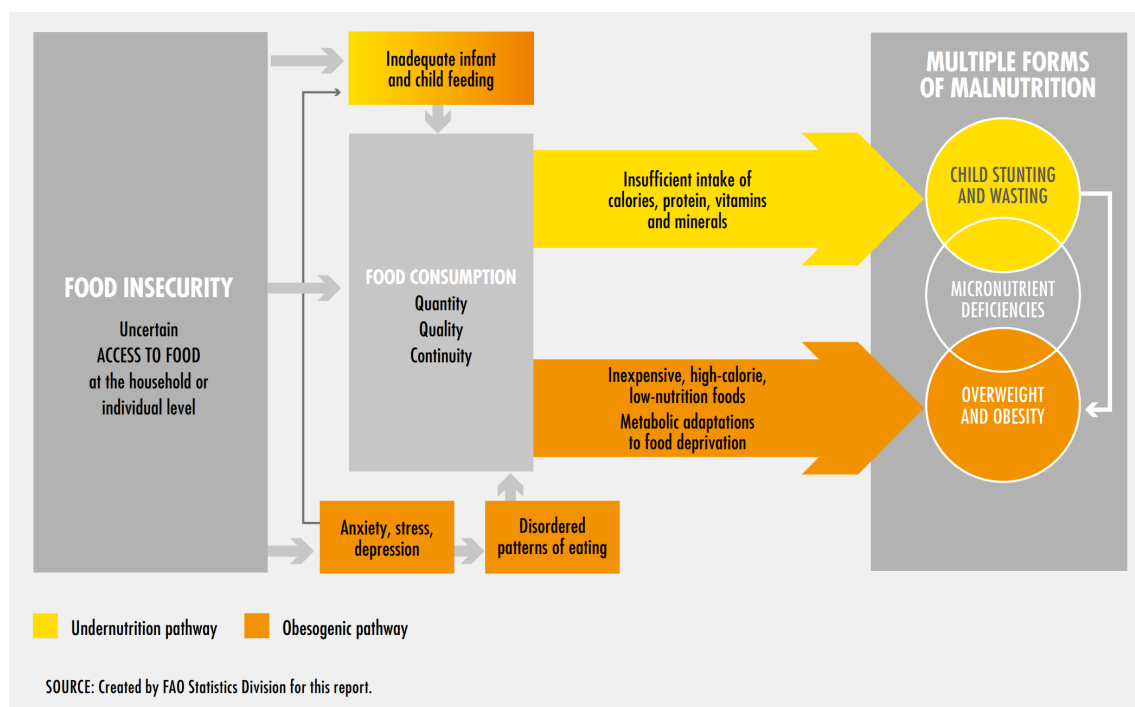 Inadequate infant
and child feeding
MULTIPLE FORMS
OF MALNUTRITION
FOOD INSECURITY
Uncertain
ACCESS TO FOOD
at the household or
individual level
FOOD CONSUMPTION
Quantity
Quality
Continuity
Insufficient intake of
calories, protein, vitamins
and minerals
Inexpensive, high-calorie,
low-nutrition foods
Metabolic adaptations
to food deprivation
CHILD STUNTING
AND WASTING
MICRONUTRIENT
DEFICIENCIES
OVERWEIGHT
AND OBESITY
Anxiety, stress,
depression
Disordered
patterns of eating
Undernutrition pathway
Obesogenic pathway
SOURCE: Created by FAO Statistics Division for this report.